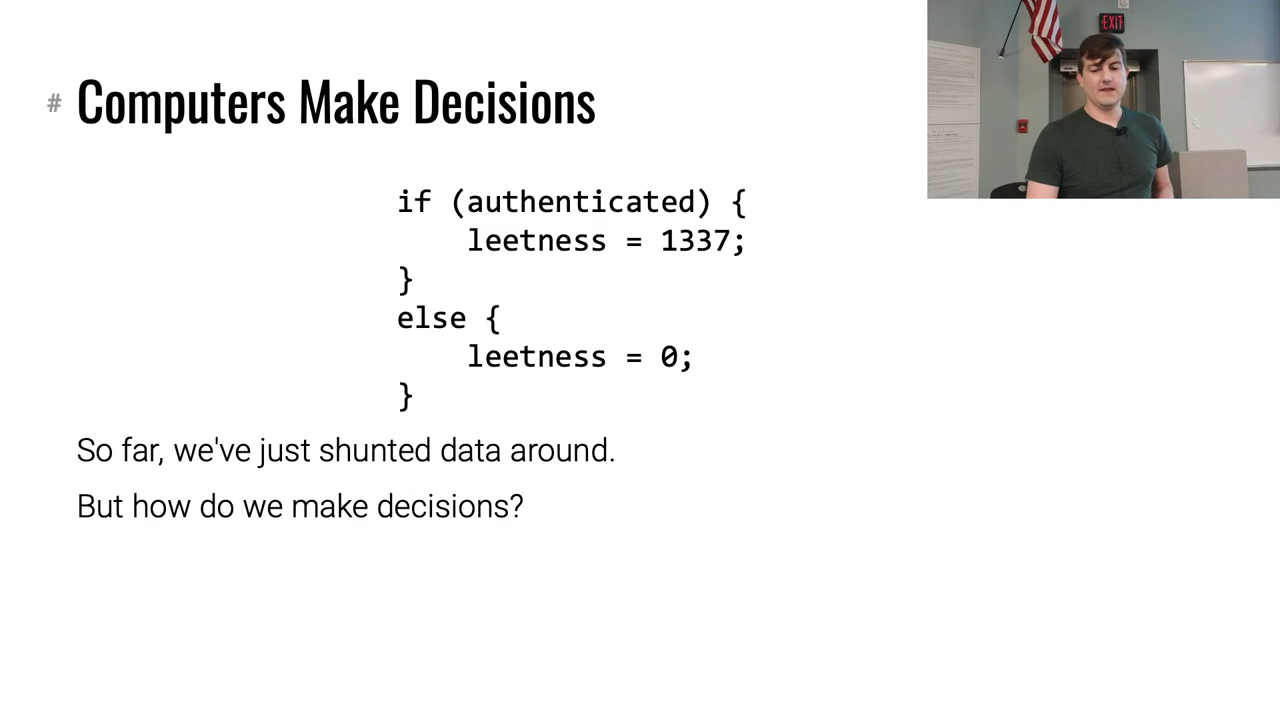 # Computers Make Decisions
EXIT
if (authenticated) {
    leetness = 1337;
}
else {
    leetness = 0;
}
So far, we've just shunted data around.
But how do we make decisions?